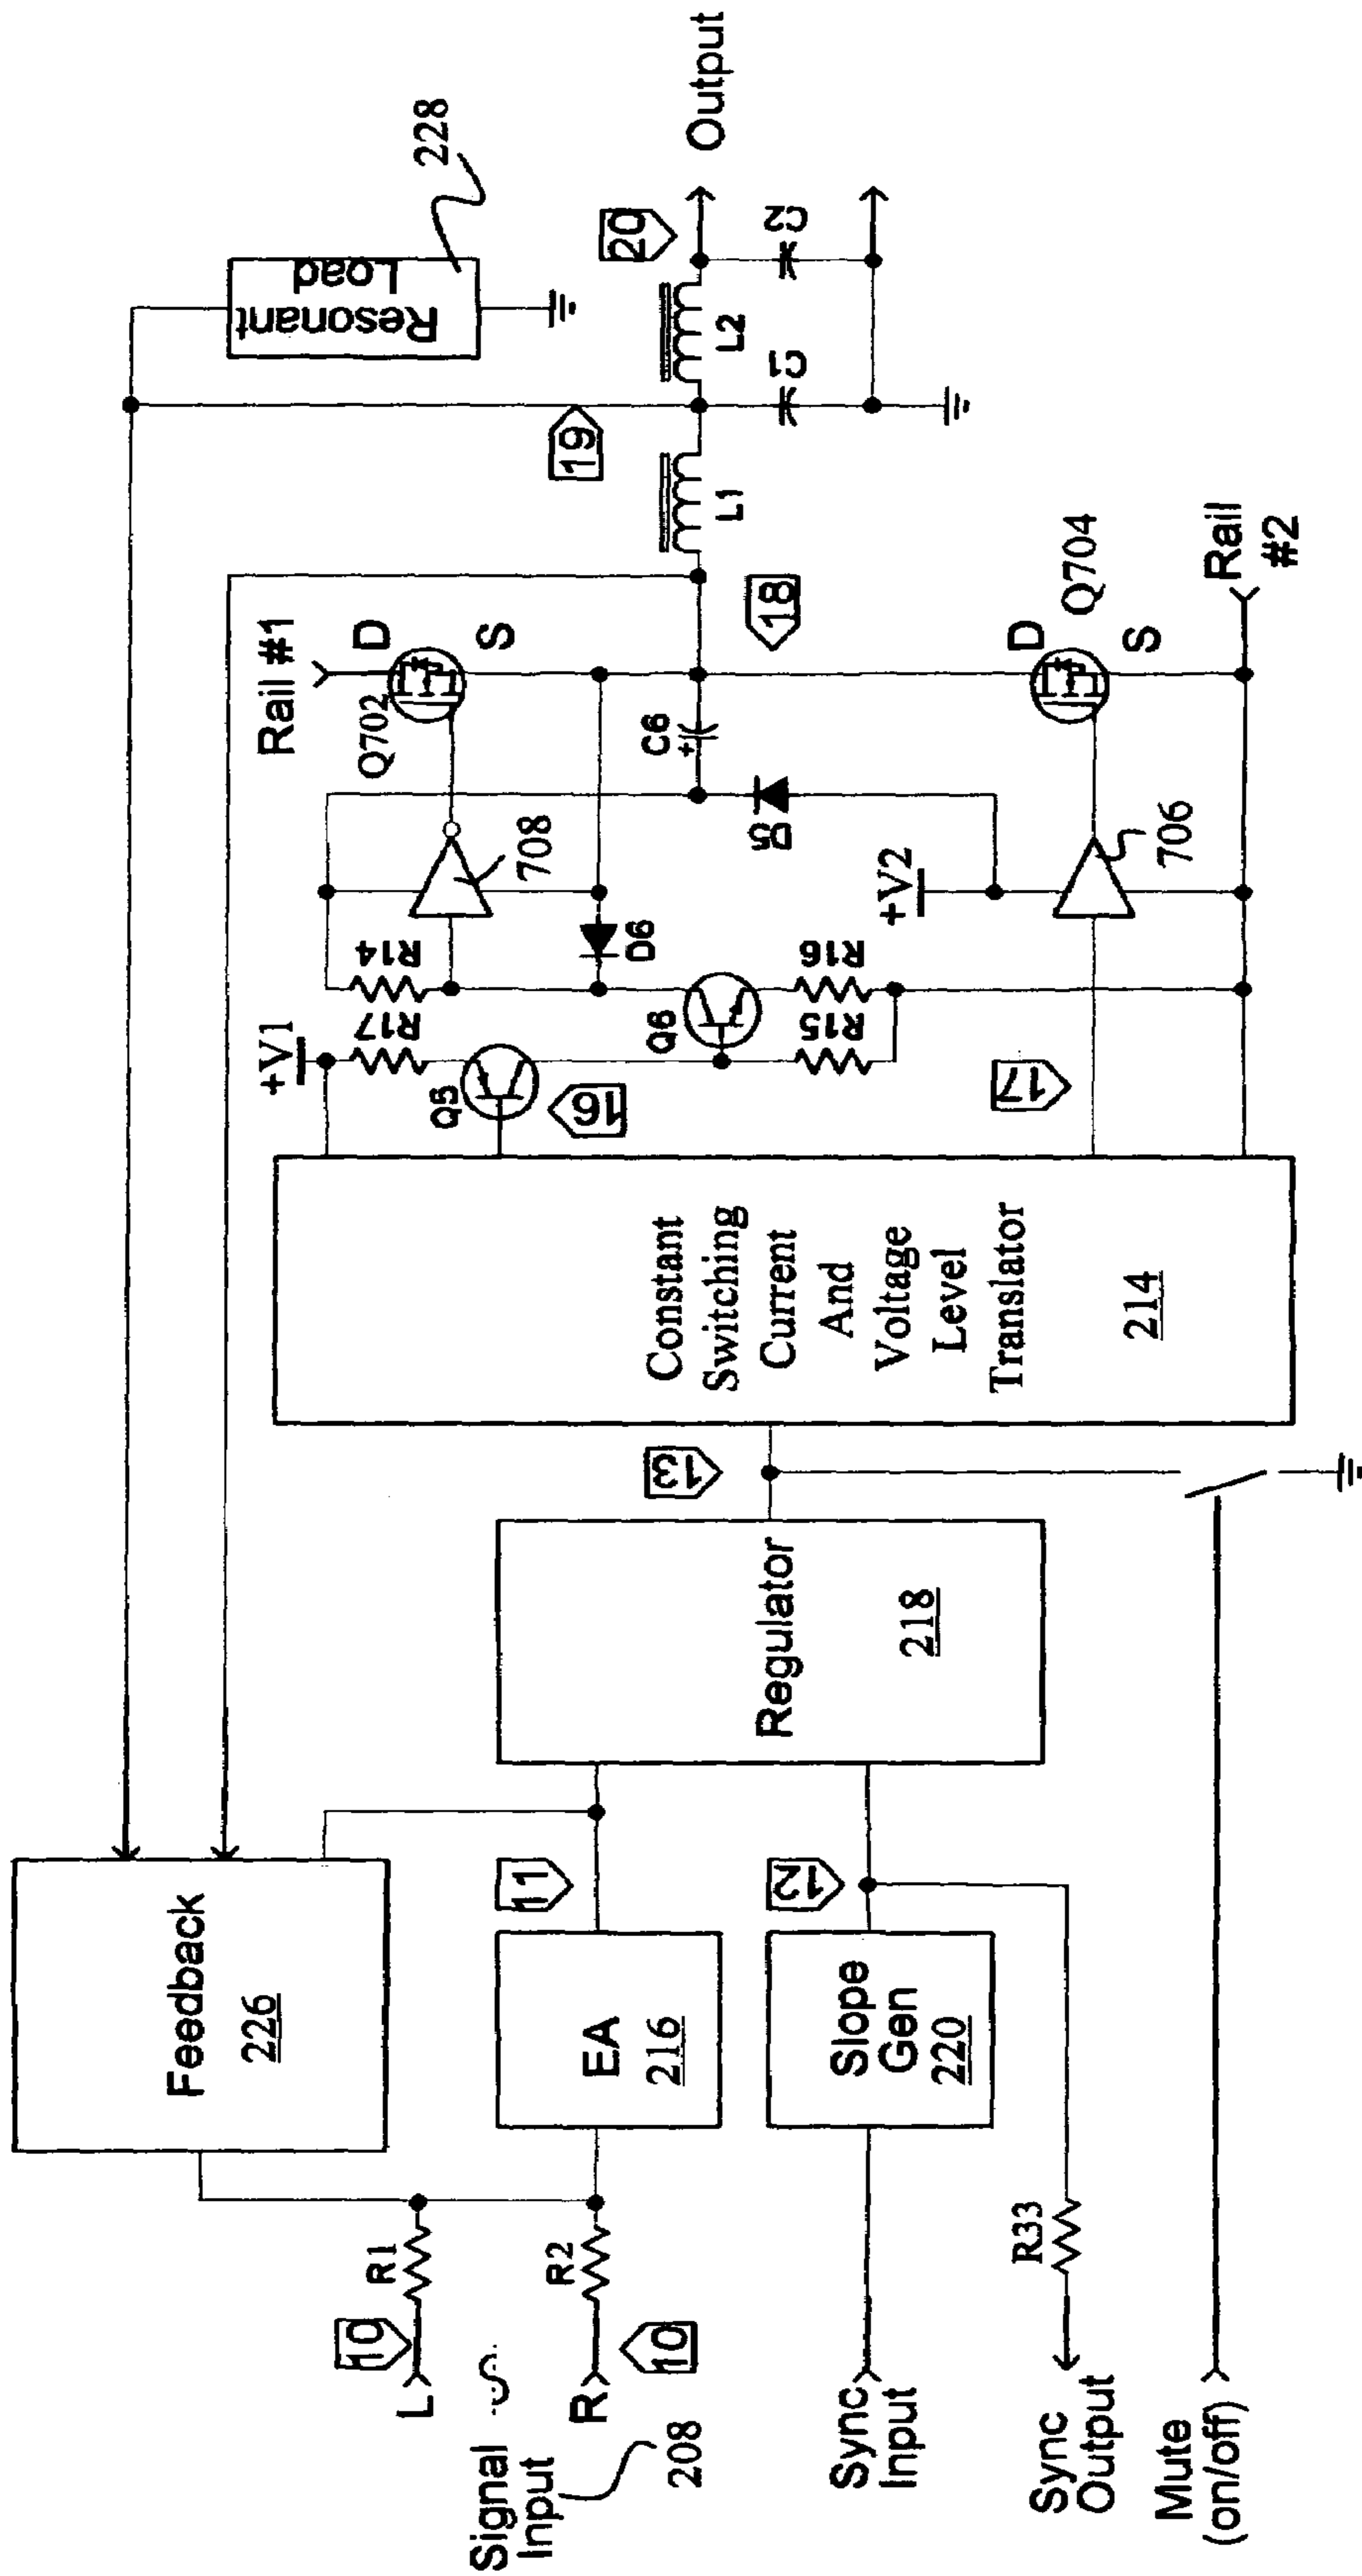 Feedback
226
EA
216
Slope
Gen
220
Regulator
218
Constant
Switching
Current
And
Voltage
Level
Translator
214
Resonant
Load
228
Signal
Input
208
L
R
10
10
R1
R2
11
12
13
Sync
Input
Sync
Output
R33
Mute
(on/off)
+V1
R17
R14
Q5
16
Q6
R15
R16
D6
708
Rail #1
Q702
D
S
C6
+
D5
+V2
706
17
18
D
S
Q704
Rail
#2
L1
19
C1
L2
20
C2
Output